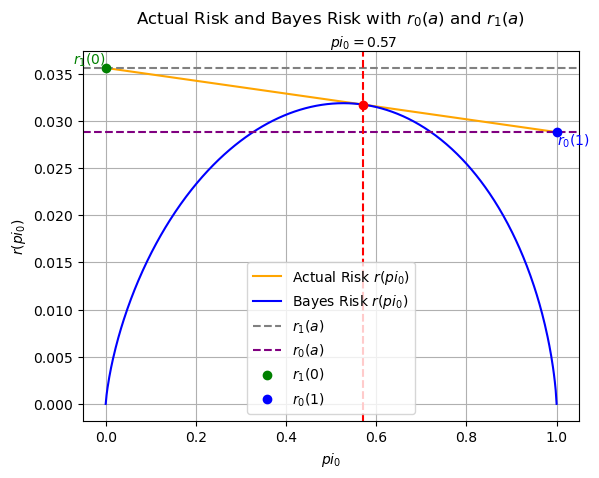 Actual Risk and Bayes Risk with r₀(a) and r₁(a)
pi₀ = 0.57
r₁(0)
r₀(1)
0.035
0.030
0.025
0.020
0.015
0.010
0.005
0.000
r(pi₀)
Actual Risk r(pi₀)
Bayes Risk r(pi₀)
r₁(a)
r₀(a)
r₁(0)
r₀(1)
0.0 0.2 0.4 0.6 0.8 1.0
pi₀